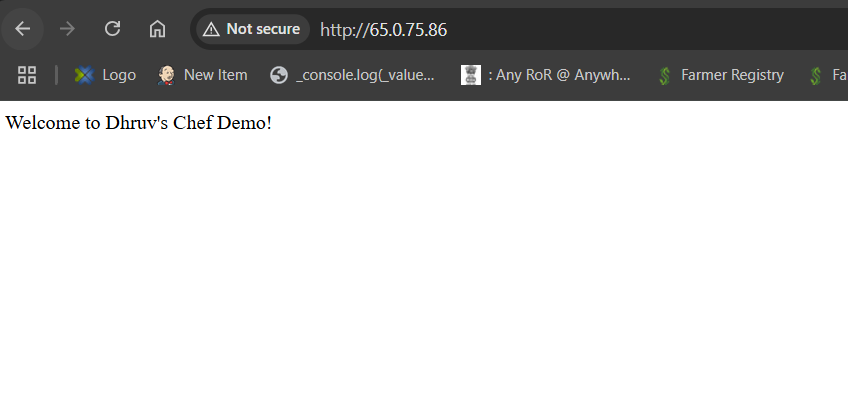 Not secure http://65.0.75.86
Logo New Item _console.log(_value... : Any RoR @ Anywh... Farmer Registry Fa
Welcome to Dhruv's Chef Demo!